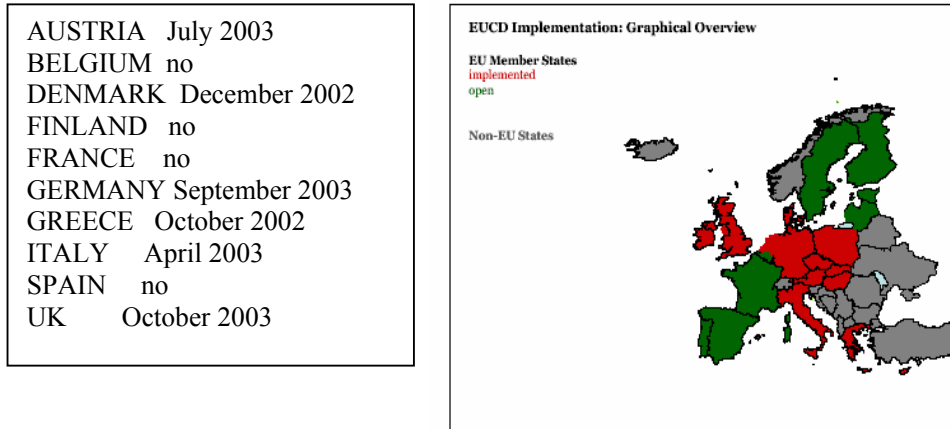 AUSTRIA July 2003
BELGIUM no
DENMARK December 2002
FINLAND no
FRANCE no
GERMANY September 2003
GREECE October 2002
ITALY April 2003
SPAIN no
UK October 2003
EUCD Implementation: Graphical Overview
EU Member States
implemented
open
Non-EU States